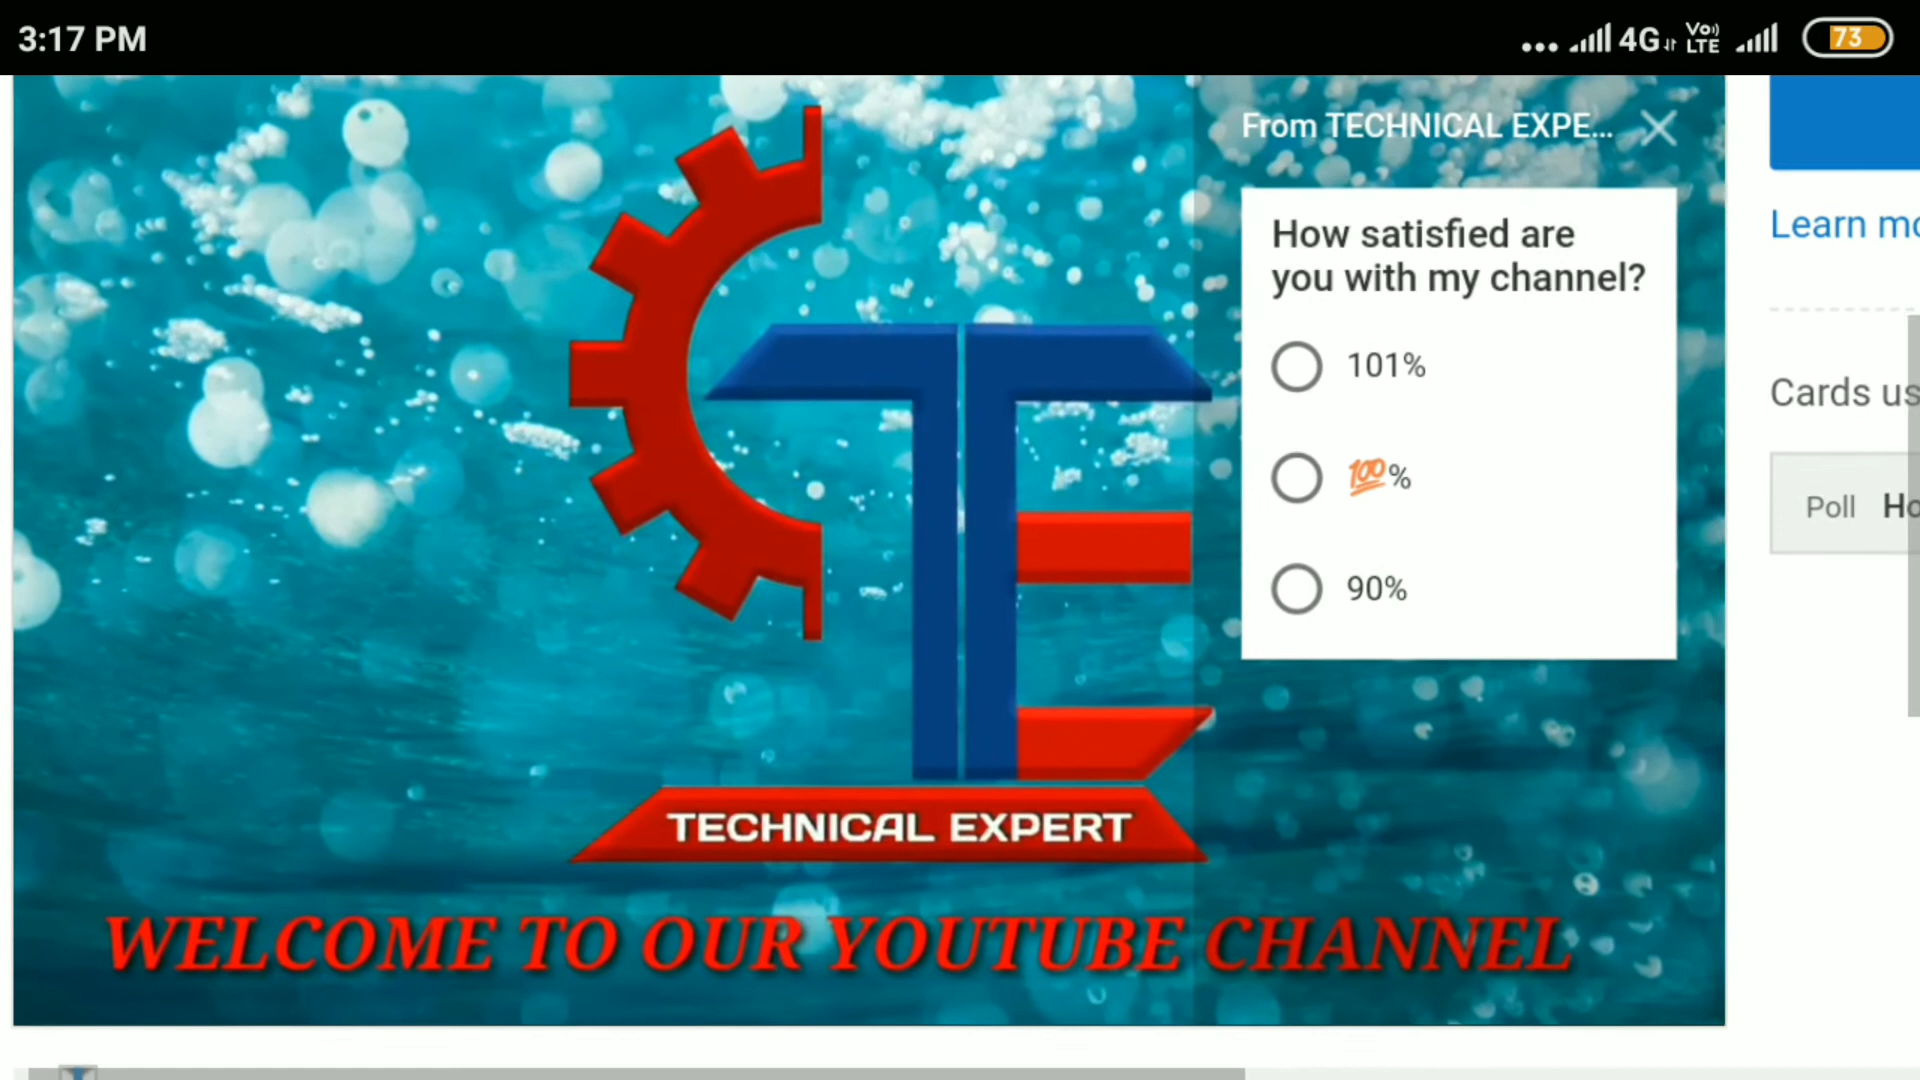 3:17 PM
... 4G Vo) LTE 73
From TECHNICAL EXPE...
How satisfied are
you with my channel?
101%
💯%
90%
Learn mo
Cards us
Poll Ho
TECHNICAL EXPERT
WELCOME TO OUR YOUTUBE CHANNEL